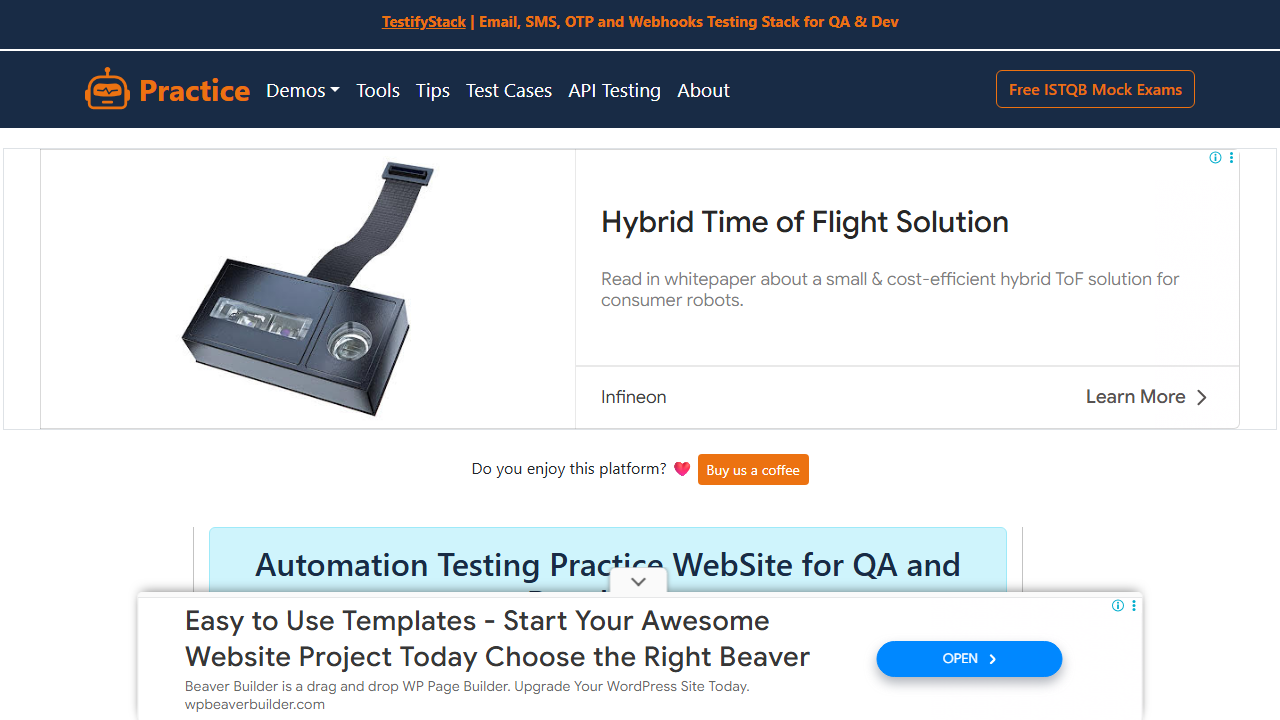 TestifyStack | Email, SMS, OTP and Webhooks Testing Stack for QA & Dev
Practice Demos Tools Tips Test Cases API Testing About Free ISTQB Mock Exams
Hybrid Time of Flight Solution
Read in whitepaper about a small & cost-efficient hybrid ToF solution for
consumer robots.
Infineon Learn More
Do you enjoy this platform? Buy us a coffee
Automation Testing Practice WebSite for QA and
Easy to Use Templates - Start Your Awesome
Website Project Today Choose the Right Beaver
Beaver Builder is a drag and drop WP Page Builder. Upgrade Your WordPress Site Today.
wpbeaverbuilder.com
OPEN